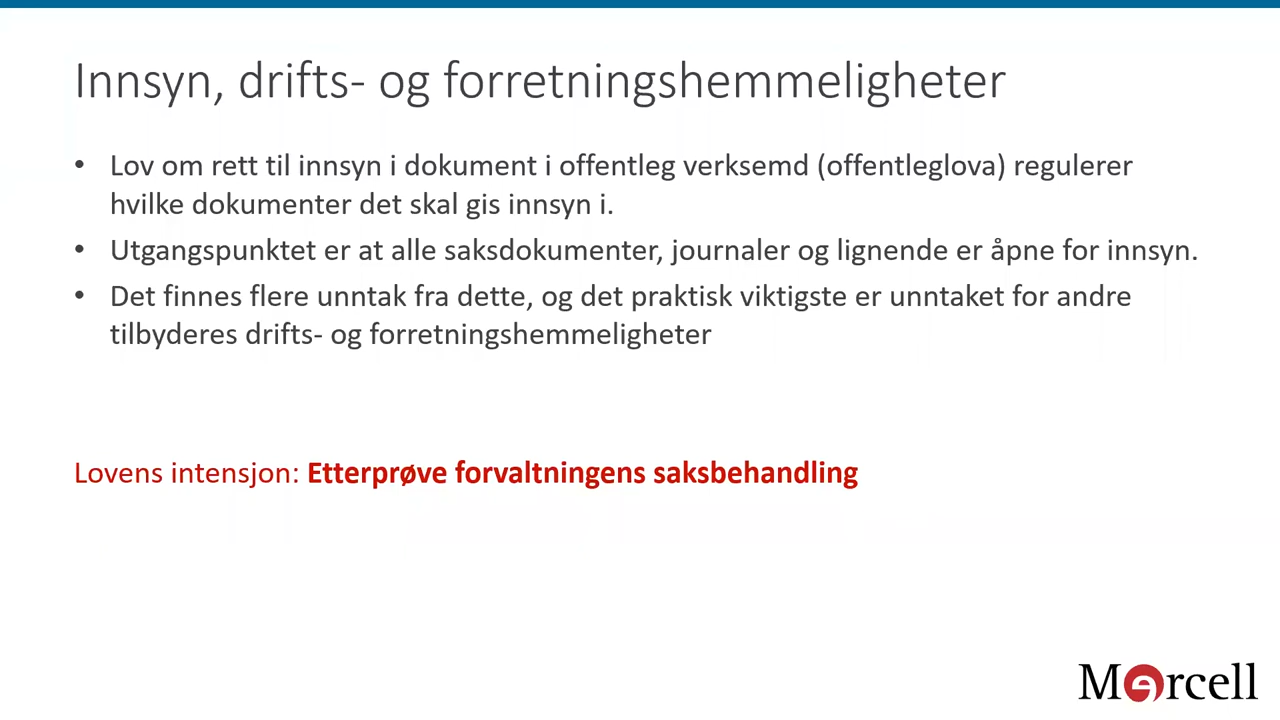 Innsyn, drifts- og forretningshemmeligheter
• Lov om rett til innsyn i dokument i offentleg verksemd (offentleglova) regulerer
hvilke dokumenter det skal gis innsyn i.
• Utgangspunktet er at alle saksdokumenter, journaler og lignende er åpne for innsyn.
• Det finnes flere unntak fra dette, og det praktisk viktigste er unntaket for andre
tilbyderes drifts- og forretningshemmeligheter
Lovens intensjon: Etterprøve forvaltningens saksbehandling
Mercell